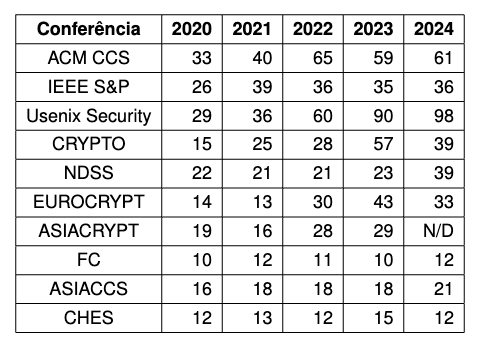 Conferência 2020 2021 2022 2023 2024
ACM CCS 33 40 65 59 61
IEEE S&P 26 39 36 35 36
Usenix Security 29 36 60 90 98
CRYPTO 15 25 28 57 39
NDSS 22 21 21 23 39
EUROCRYPT 14 13 30 43 33
ASIACRYPT 19 16 28 29 N/D
FC 10 12 11 10 12
ASIACCS 16 18 18 18 21
CHES 12 13 12 15 12